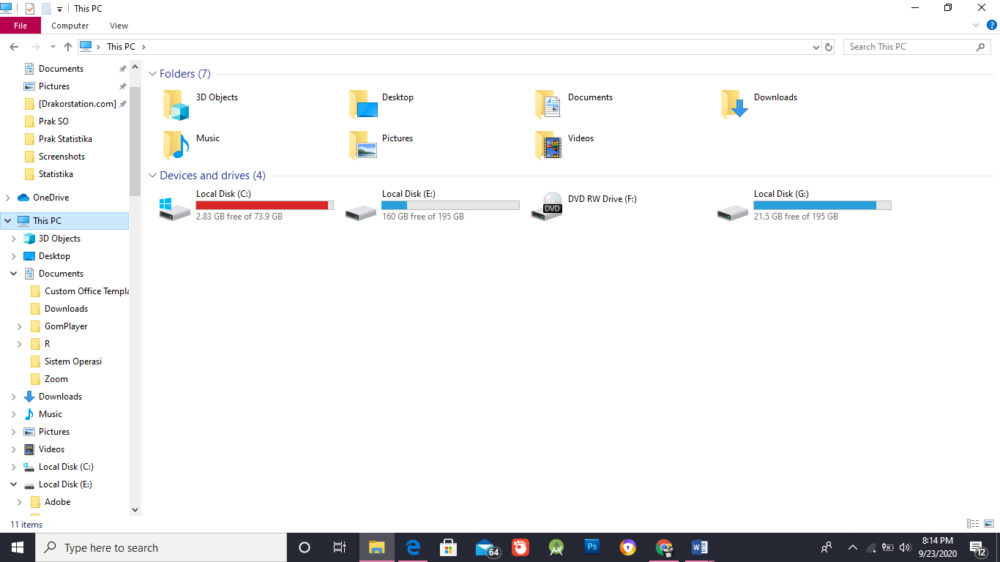 This PC
File Computer View
This PC
Search This PC
Documents
Pictures
[Drakorstation.com]
Prak SO
Prak Statistika
Screenshots
Statistika
OneDrive
This PC
3D Objects
Desktop
Documents
Custom Office Templa
Downloads
GomPlayer
R
Sistem Operasi
Zoom
Downloads
Music
Pictures
Videos
Local Disk (C:)
Local Disk (E:)
Adobe
Folders (7)
3D Objects
Desktop
Documents
Downloads
Music
Pictures
Videos
Devices and drives (4)
Local Disk (C:)
2.83 GB free of 73.9 GB
Local Disk (E:)
160 GB free of 195 GB
DVD RW Drive (F:)
DVD
Local Disk (G:)
21.5 GB free of 195 GB
11 items
Type here to search
64
Ps
W
8:14 PM
9/23/2020
12